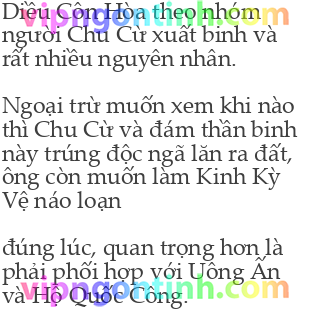 Diều Côn Hòa theo nhóm
người Chu Cừ xuất binh và
rất nhiều nguyên nhân.
Ngoại trừ muốn xem khi nào
thì Chu Cừ và đám thần binh
này trúng độc ngã lăn ra đất,
ông còn muốn làm Kinh Kỳ
Vệ náo loạn
đúng lúc, quan trọng hơn là
phải phối hợp với Uông Ấn
và Hộ Quốc Công.
vipngontinh.com
vipngontinh.com